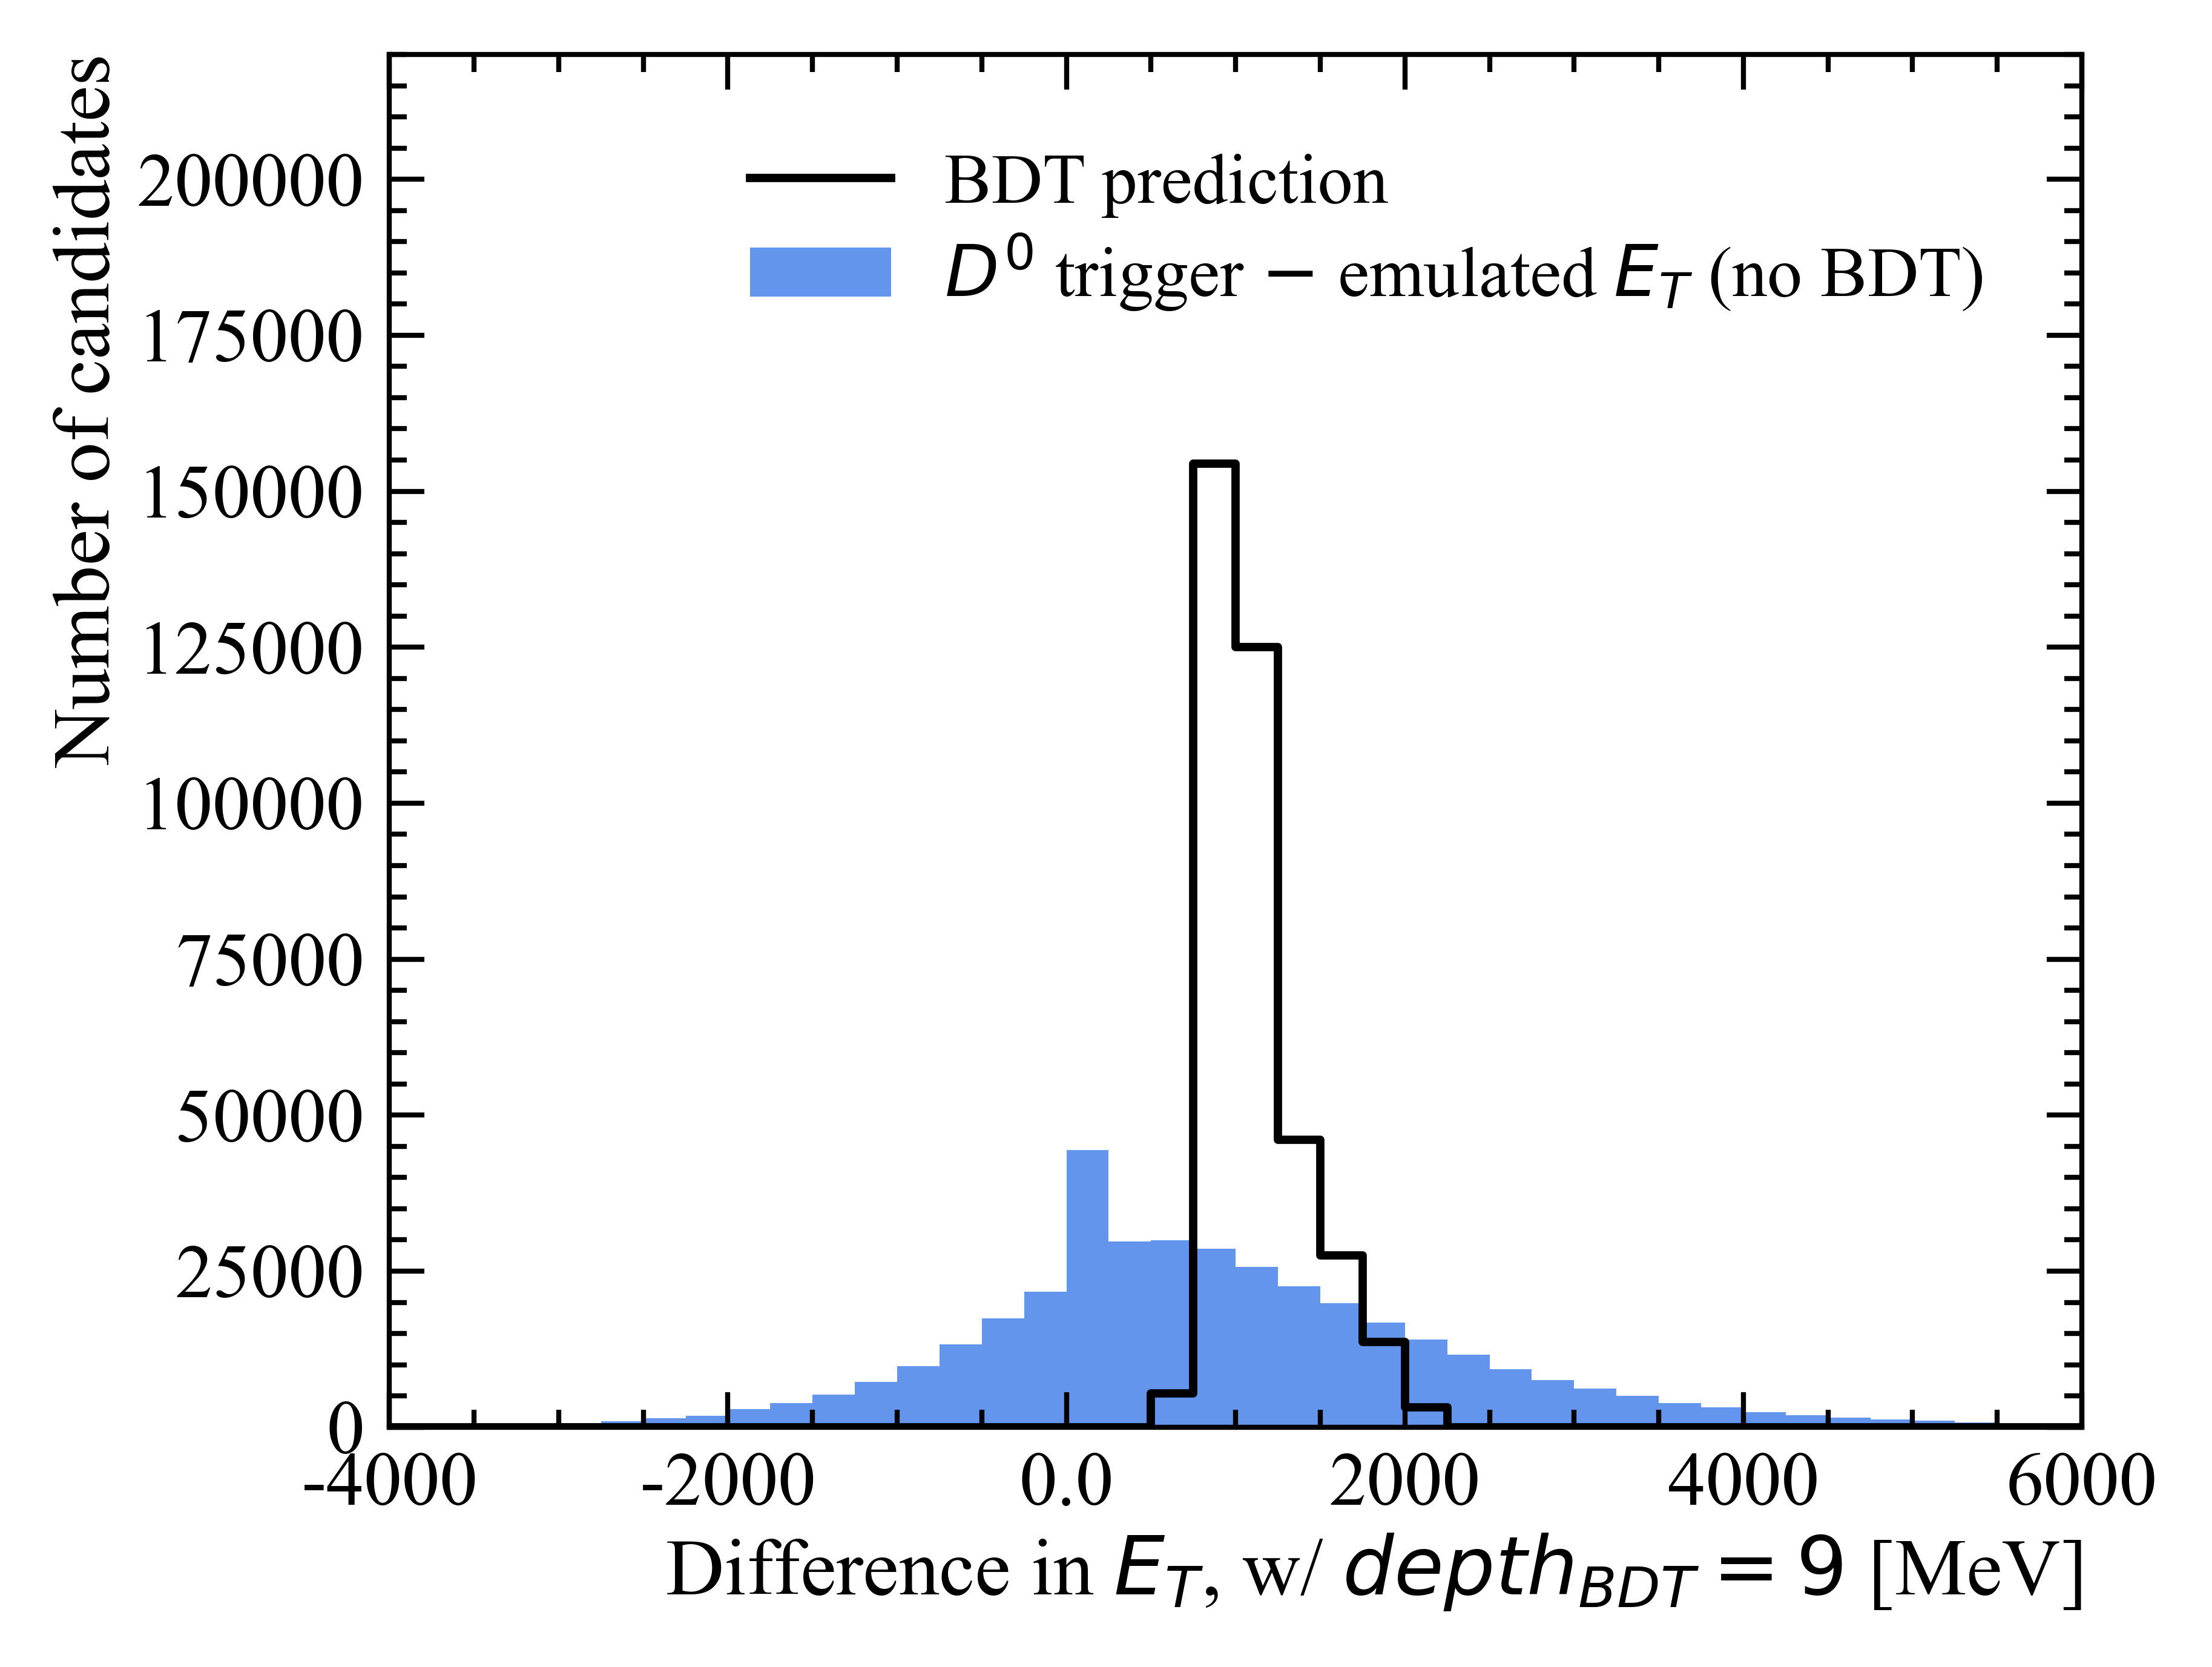 Number of candidates
200000
175000
150000
125000
100000
75000
50000
25000
0
BDT prediction
D⁰ trigger − emulated E_T (no BDT)
-4000 -2000 0.0 2000 4000 6000
Difference in E_T, w/ depth_BDT = 9 [MeV]